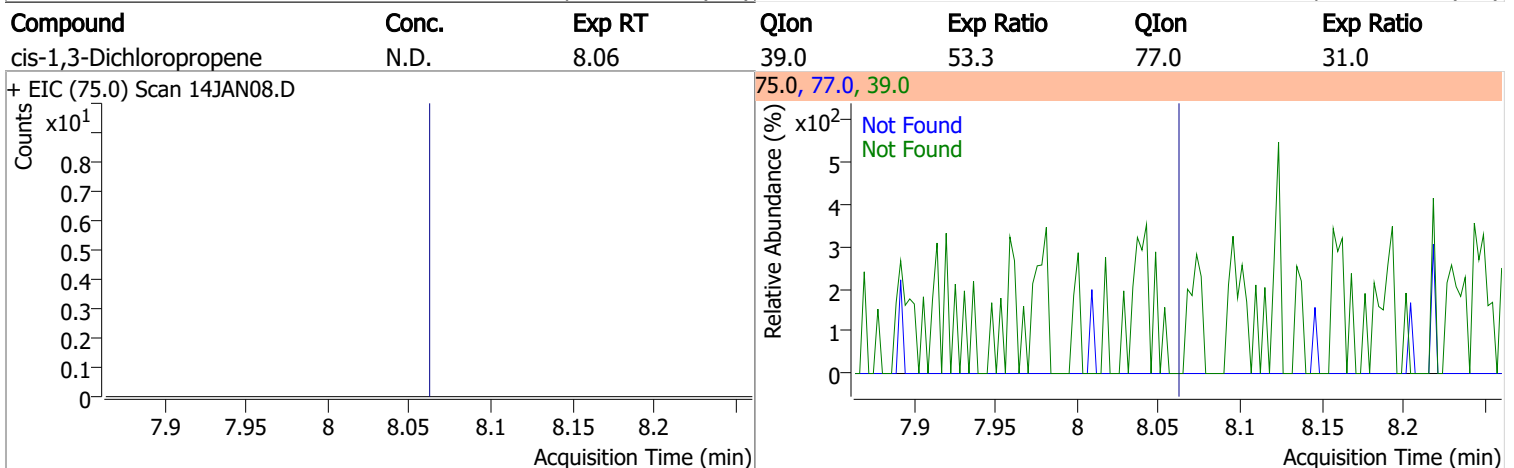 Compound Conc. Exp RT QIon Exp Ratio QIon Exp Ratio
cis-1,3-Dichloropropene N.D. 8.06 39.0 53.3 77.0 31.0
+ EIC (75.0) Scan 14JAN08.D
Counts
x10¹
0.8
0.7
0.6
0.5
0.4
0.3
0.2
0.1
0
7.9 7.95 8 8.05 8.1 8.15 8.2
Acquisition Time (min)
75.0, 77.0, 39.0
Relative Abundance (%)
x10²
Not Found
Not Found
5
4
3
2
1
0
7.9 7.95 8 8.05 8.1 8.15 8.2
Acquisition Time (min)